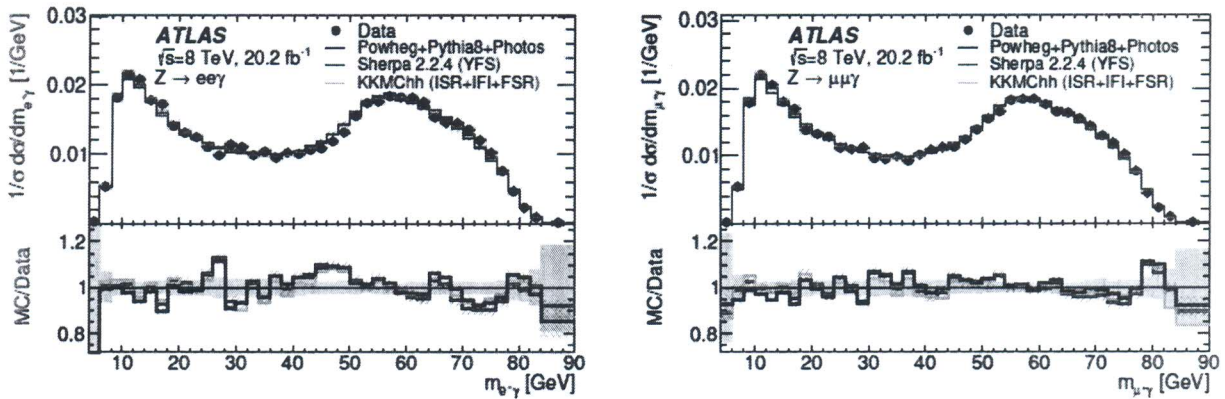 0.03
0.02
0.01
1/σ dσ/dm_e⁻γ [1/GeV]
ATLAS
√s=8 TeV, 20.2 fb⁻¹
Z → eeγ
Data
Powheg+Pythia8+Photos
Sherpa 2.2.4 (YFS)
KKMChh (ISR+IFI+FSR)
1.2
1
0.8
MC/Data
10 20 30 40 50 60 70 80 90
m_e⁻γ [GeV]
0.03
0.02
0.01
1/σ dσ/dm_μ⁻γ [1/GeV]
ATLAS
√s=8 TeV, 20.2 fb⁻¹
Z → μμγ
Data
Powheg+Pythia8+Photos
Sherpa 2.2.4 (YFS)
KKMChh (ISR+IFI+FSR)
1.2
1
0.8
MC/Data
10 20 30 40 50 60 70 80 90
m_μ⁻γ [GeV]